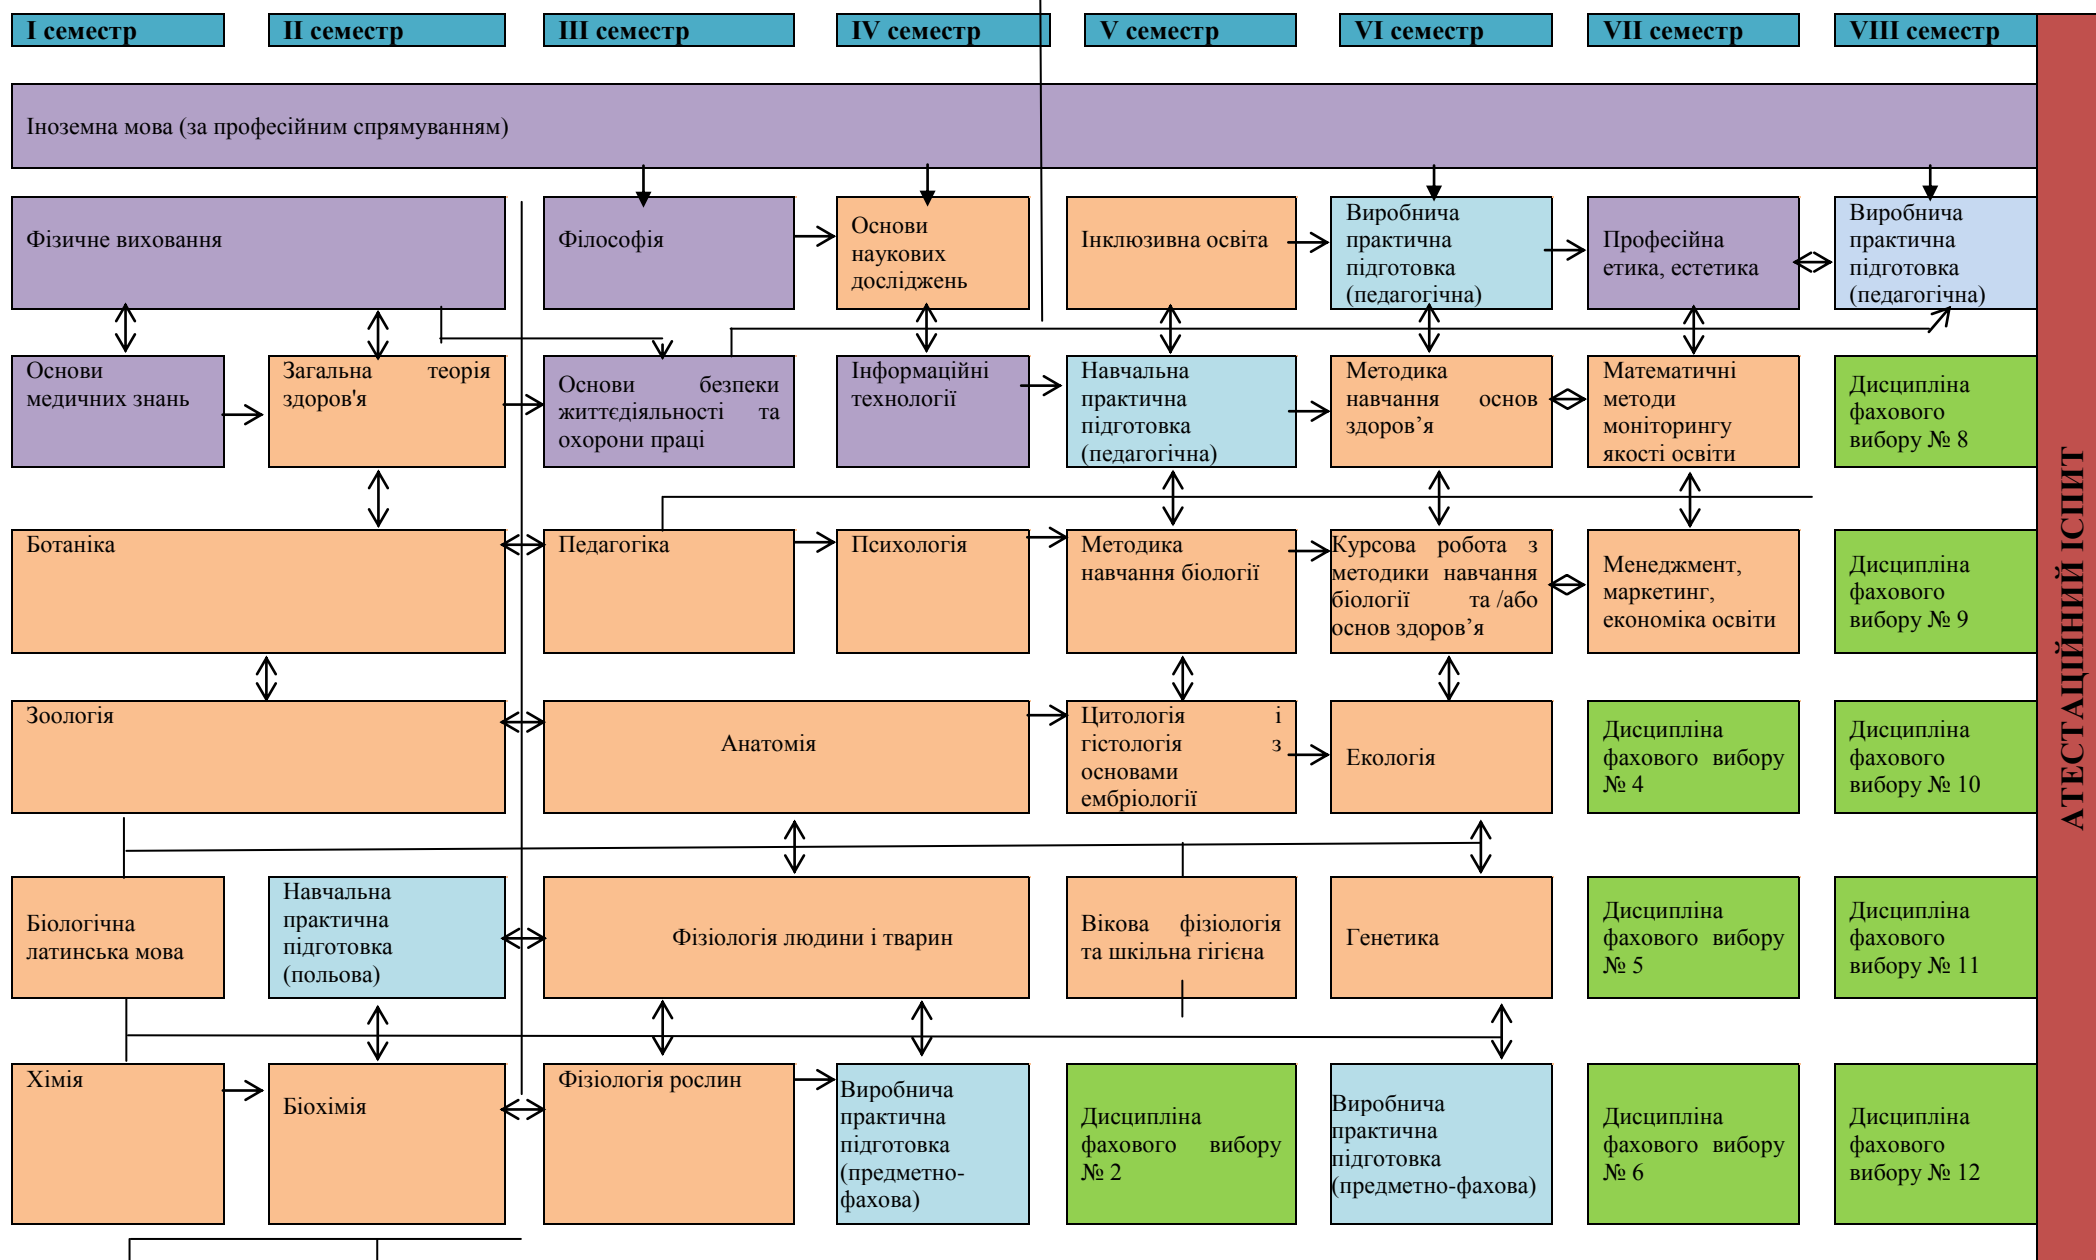 I семестр
II семестр
III семестр
IV семестр
V семестр
VI семестр
VII семестр
VIII семестр
Іноземна мова (за професійним спрямуванням)
Фізичне виховання
Філософія
Основи
наукових
досліджень
Інклюзивна освіта
Виробнича
практична
підготовка
(педагогічна)
Професійна
етика, естетика
Виробнича
практична
підготовка
(педагогічна)
Основи
медичних знань
Загальна теорія
здоров'я
Основи безпеки
життєдіяльності та
охорони праці
Інформаційні
технології
Навчальна
практична
підготовка
(педагогічна)
Методика
навчання основ
здоров’я
Математичні
методи
моніторингу
якості освіти
Дисципліна
фахового
вибору № 8
Ботаніка
Педагогіка
Психологія
Методика
навчання біології
Курсова робота з
методики навчання
біології та /або
основ здоров’я
Менеджмент,
маркетинг,
економіка освіти
Дисципліна
фахового
вибору № 9
Зоологія
Анатомія
Цитологія і
гістологія з
основами
ембріології
Екологія
Дисципліна
фахового вибору
№ 4
Дисципліна
фахового
вибору № 10
Біологічна
латинська мова
Навчальна
практична
підготовка
(польова)
Фізіологія людини і тварин
Вікова фізіологія
та шкільна гігієна
Генетика
Дисципліна
фахового вибору
№ 5
Дисципліна
фахового
вибору № 11
Хімія
Біохімія
Фізіологія рослин
Виробнича
практична
підготовка
(предметно-
фахова)
Дисципліна
фахового вибору
№ 2
Виробнича
практична
підготовка
(предметно-фахова)
Дисципліна
фахового вибору
№ 6
Дисципліна
фахового
вибору № 12
АТЕСТАЦІЙНИЙ ІСПИТ